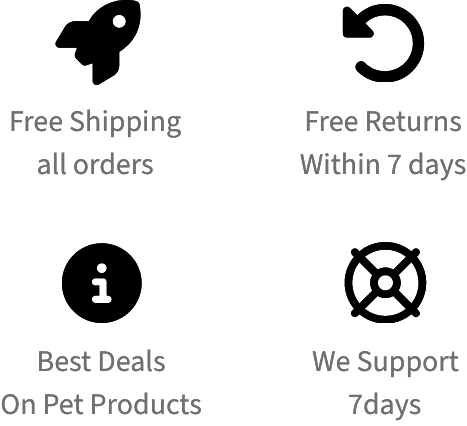 Free Shipping
all orders
Free Returns
Within 7 days
Best Deals
On Pet Products
We Support
7days